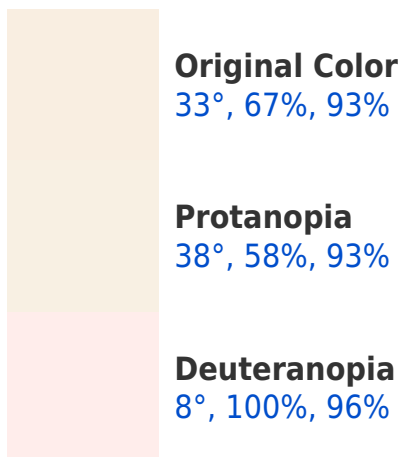 Original Color
33°, 67%, 93%
Protanopia
38°, 58%, 93%
Deuteranopia
8°, 100%, 96%